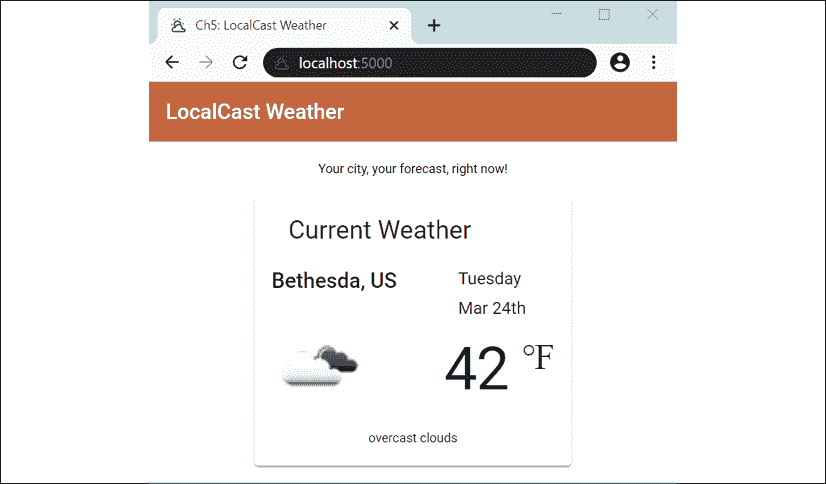 Ch5: LocalCast Weather
localhost:5000
LocalCast Weather
Your city, your forecast, right now!
Current Weather
Bethesda, US
Tuesday
Mar 24th
42 °F
overcast clouds